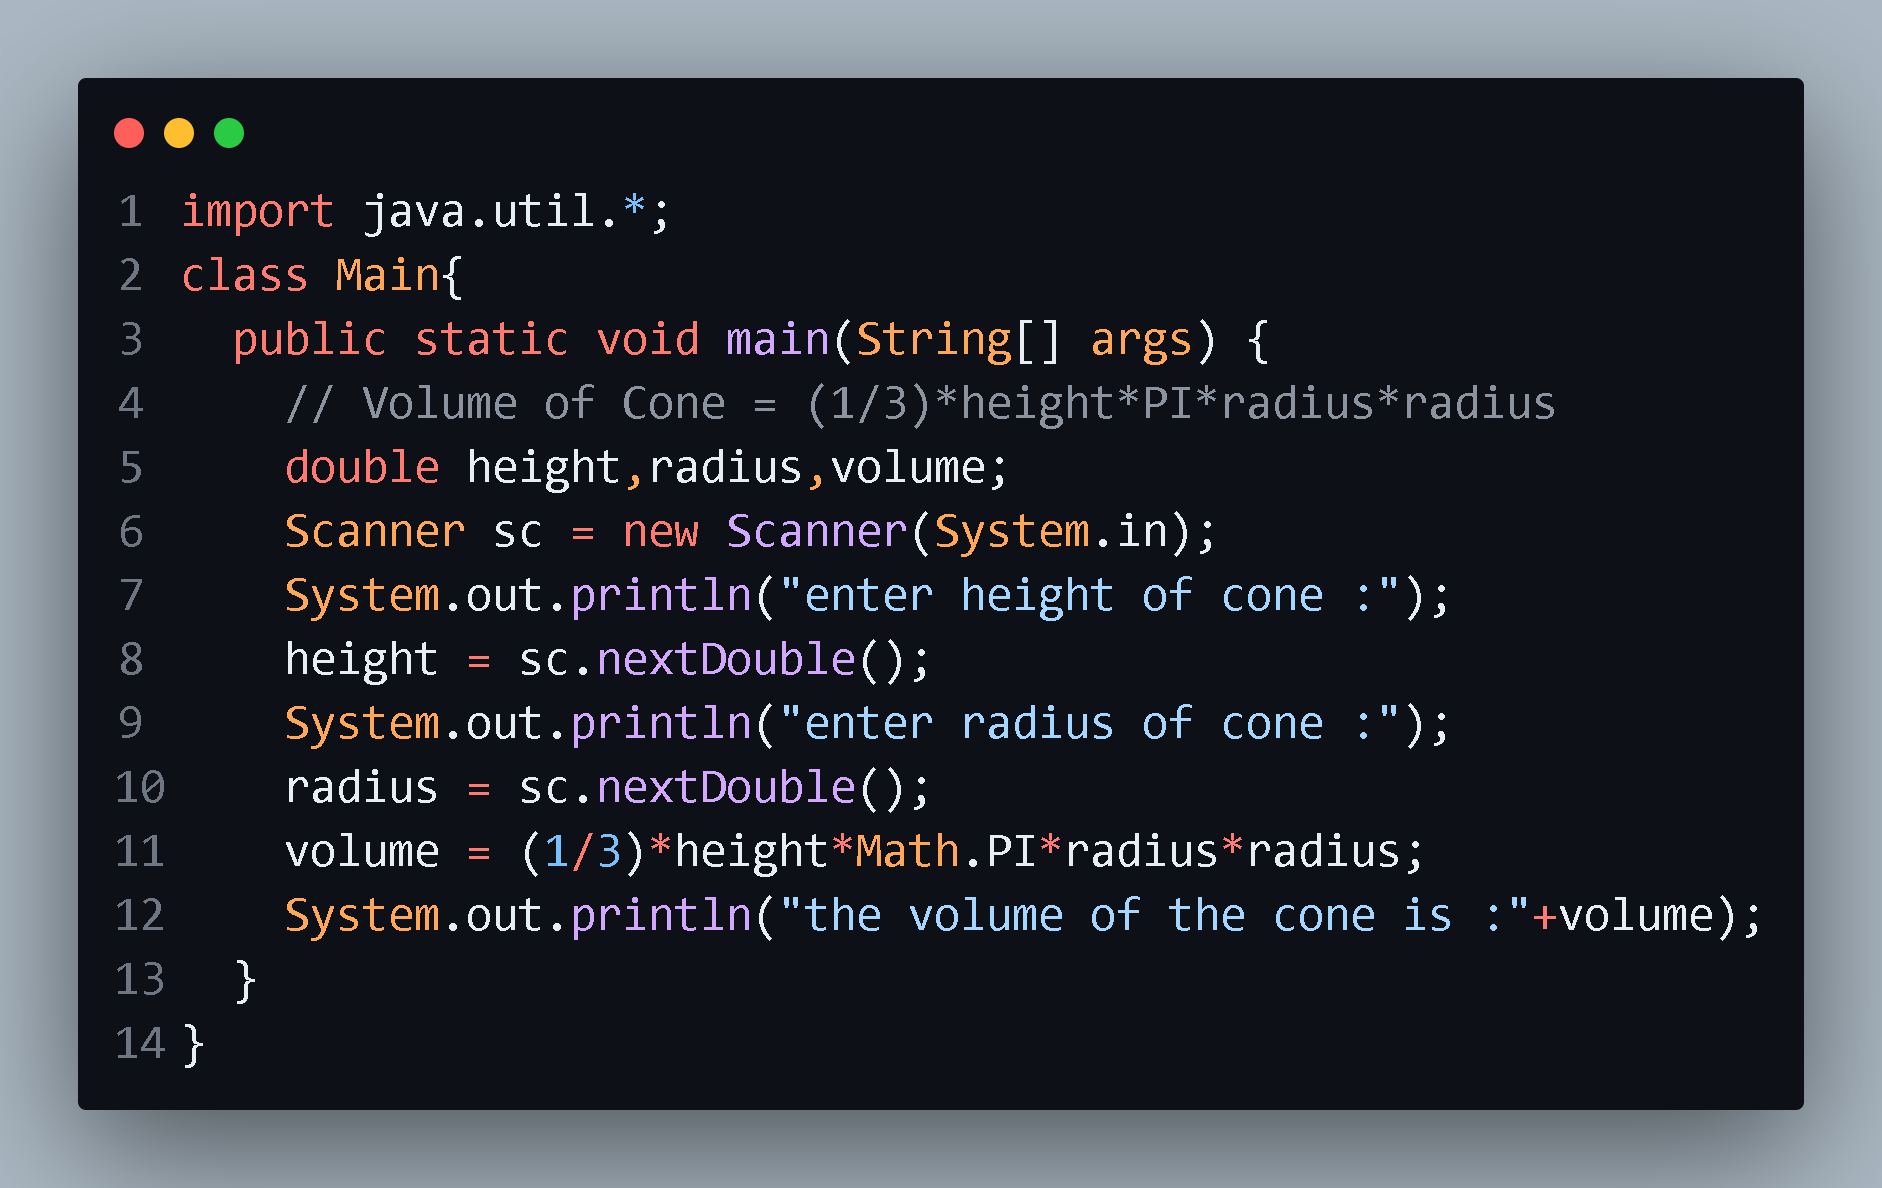 1 import java.util.*;
2 class Main{
3   public static void main(String[] args) {
4     // Volume of Cone = (1/3)*height*PI*radius*radius
5     double height,radius,volume;
6     Scanner sc = new Scanner(System.in);
7     System.out.println("enter height of cone :");
8     height = sc.nextDouble();
9     System.out.println("enter radius of cone :");
10     radius = sc.nextDouble();
11     volume = (1/3)*height*Math.PI*radius*radius;
12     System.out.println("the volume of the cone is :"+volume);
13   }
14 }